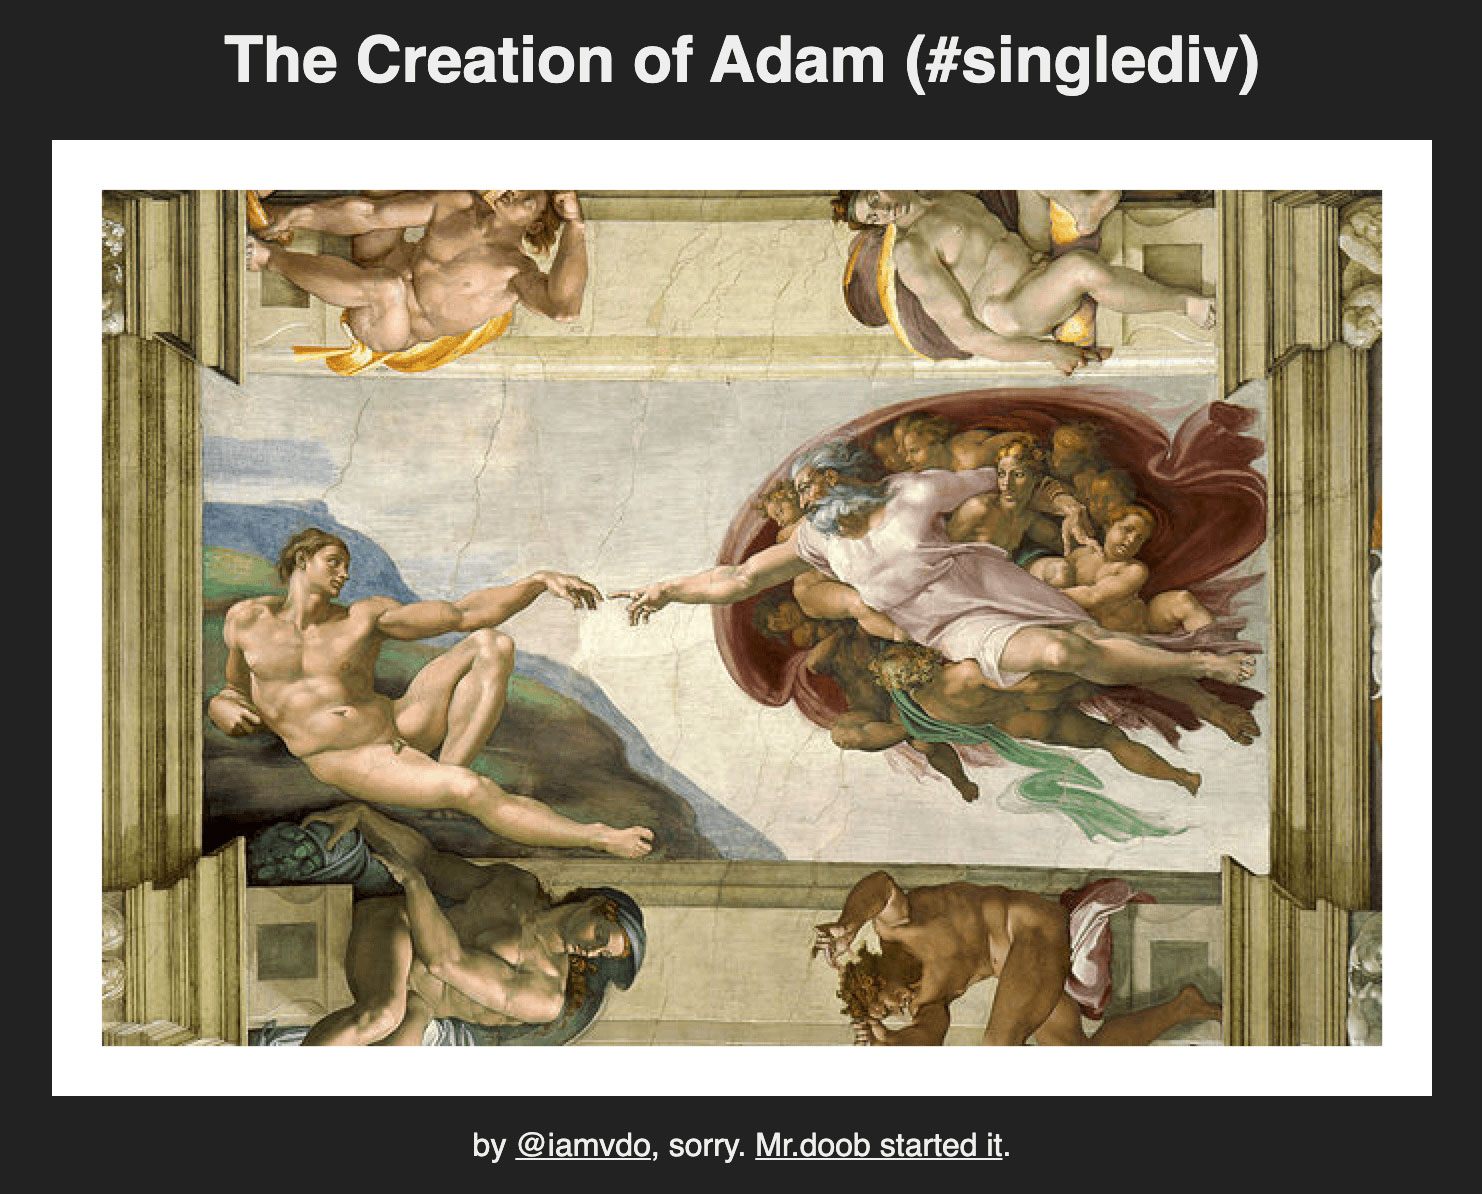 The Creation of Adam (#singlediv)
by @iamvdo, sorry. Mr.doob started it.